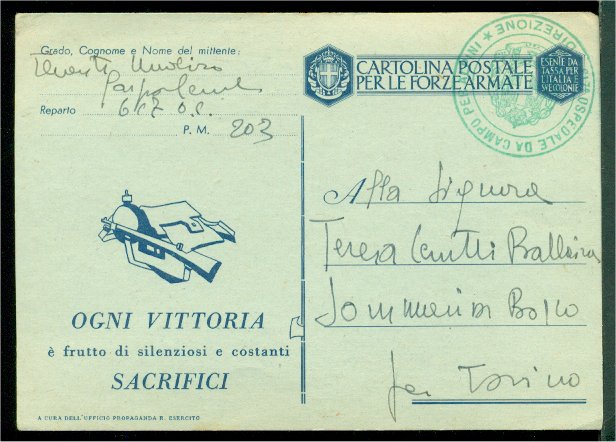 Grado, Cognome e Nome del mittente:
Reparto 
P. M. 203
CARTOLINA POSTALE
PER LE FORZE ARMATE
ESENTE DA
TASSA PER
L'ITALIA E
SVE COLONIE
OSPEDALE DA CAMPO
DIREZIONE
Alla Signora
Teresa
Sommariva Bosco
per Torino
OGNI VITTORIA
è frutto di silenziosi e costanti
SACRIFICI
A CURA DELL'UFFICIO PROPAGANDA R. ESERCITO